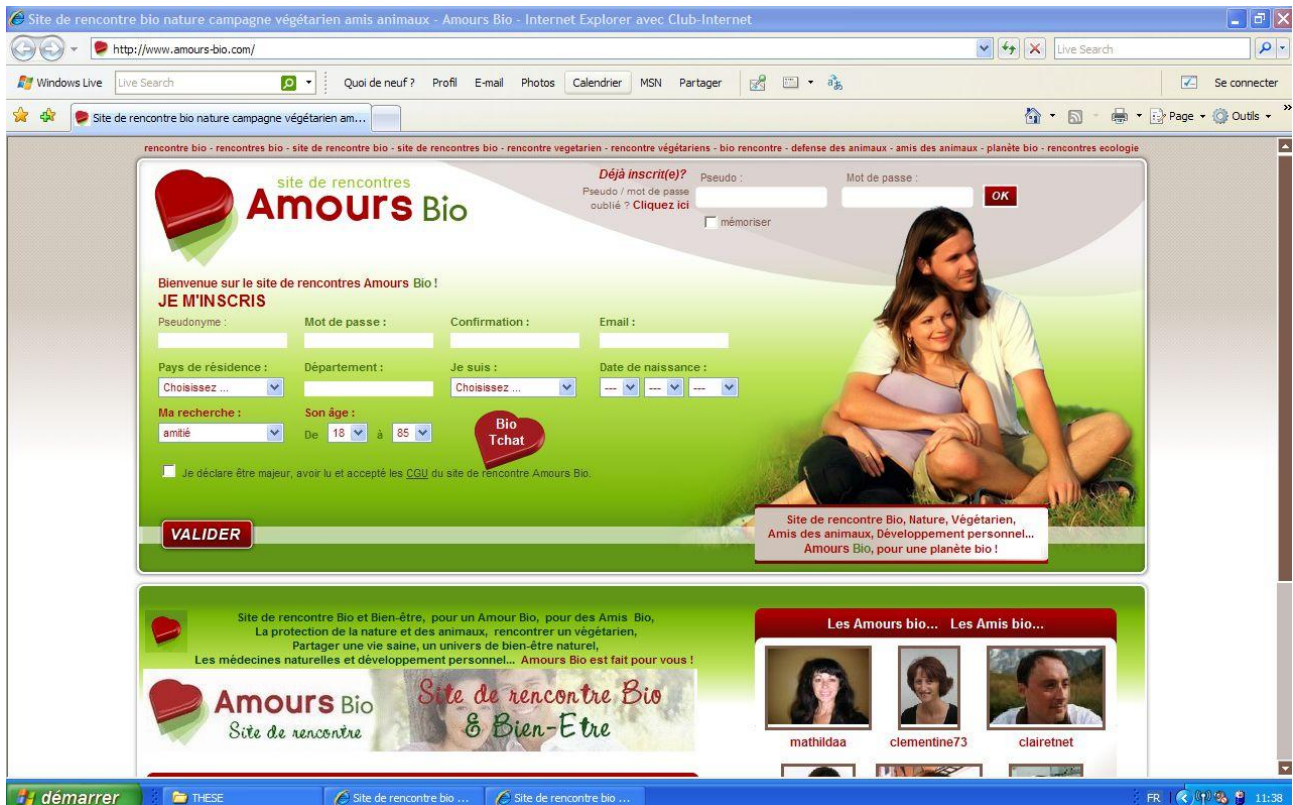 Site de rencontre bio nature campagne végétarien amis animaux - Amours Bio - Internet Explorer avec Club-Internet
http://www.amours-bio.com/
Live Search
Windows Live
Live Search
Quoi de neuf ? Profil E-mail Photos Calendrier MSN Partager
Se connecter
Site de rencontre bio nature campagne végétarien am...
Page Outils »
rencontre bio - rencontres bio - site de rencontre bio - site de rencontres bio - rencontre vegetarien - rencontre végétariens - bio rencontre - defense des animaux - amis des animaux - planète bio - rencontres ecologie
site de rencontres
Amours Bio
Déjà inscrit(e)?
Pseudo / mot de passe
oublié ? Cliquez ici
Pseudo :
Mot de passe :
OK
mémoriser
Bienvenue sur le site de rencontres Amours Bio !
JE M'INSCRIS
Pseudonyme : Mot de passe : Confirmation : Email :
Pays de résidence : Département : Je suis : Date de naissance :
Choisissez ... Choisissez ... --- --- ---
Ma recherche : Son âge :
amitié De 18 à 85
Bio
Tchat
Je déclare être majeur, avoir lu et accepté les CGU du site de rencontre Amours Bio.
VALIDER
Site de rencontre Bio, Nature, Végétarien,
Amis des animaux, Développement personnel...
Amours Bio, pour une planète bio !
Site de rencontre Bio et Bien-être, pour un Amour Bio, pour des Amis Bio,
La protection de la nature et des animaux, rencontrer un végétarien,
Partager une vie saine, un univers de bien-être naturel,
Les médecines naturelles et développement personnel... Amours Bio est fait pour vous !
Amours Bio
Site de rencontre
Site de rencontre Bio
& Bien-Etre
Les Amours bio... Les Amis bio...
mathildaa clementine73 clairetnet
démarrer THESE Site de rencontre bio ... Site de rencontre bio ... FR 11:38